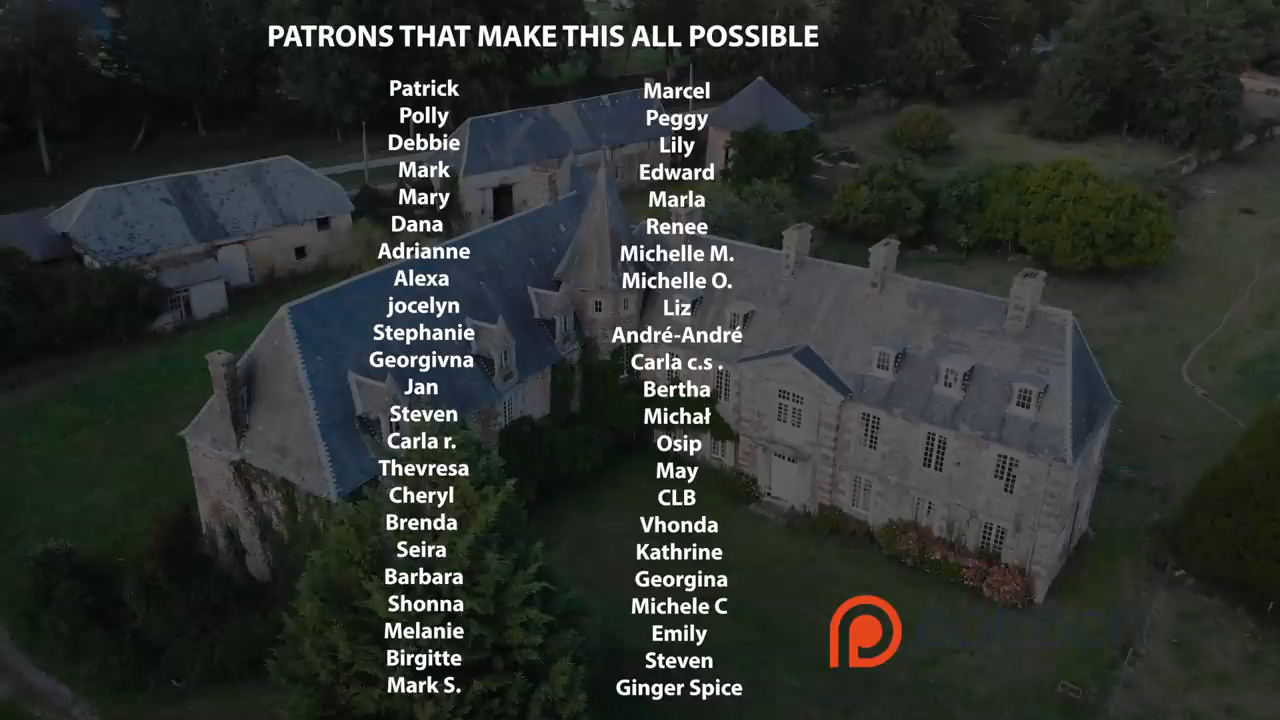 PATRONS THAT MAKE THIS ALL POSSIBLE
Patrick
Polly
Debbie
Mark
Mary
Dana
Adrianne
Alexa
jocelyn
Stephanie
Georgivna
Jan
Steven
Carla r.
Thevresa
Cheryl
Brenda
Seira
Barbara
Shonna
Melanie
Birgitte
Mark S.
Marcel
Peggy
Lily
Edward
Marla
Renee
Michelle M.
Michelle O.
Liz
André-André
Carla c.s .
Bertha
Michał
Osip
May
CLB
Vhonda
Kathrine
Georgina
Michele C
Emily
Steven
Ginger Spice